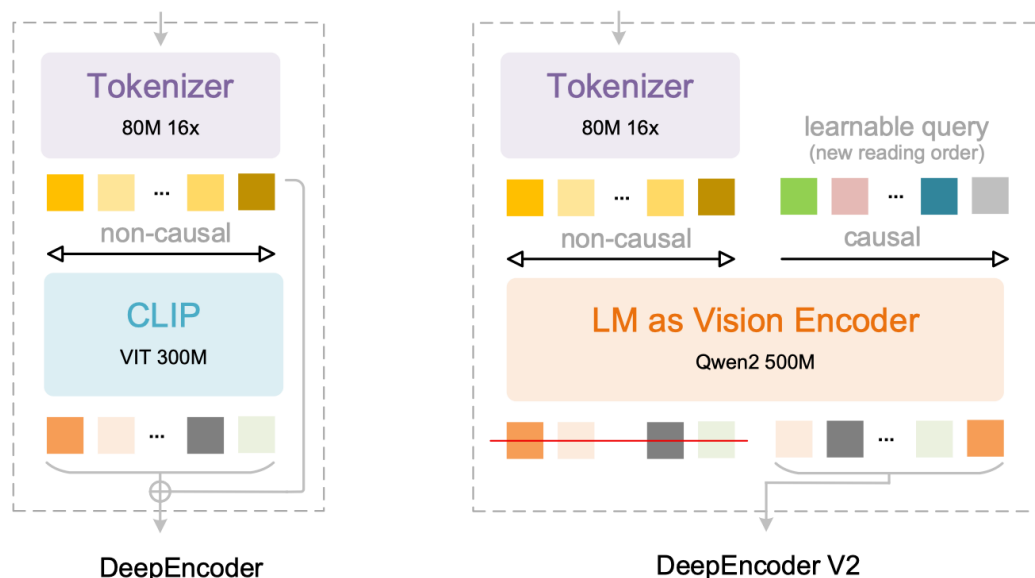 Tokenizer
80M 16x
...
non-causal
CLIP
VIT 300M
...
DeepEncoder
Tokenizer
80M 16x
learnable query
(new reading order)
...
...
non-causal
causal
LM as Vision Encoder
Qwen2 500M
...
DeepEncoder V2